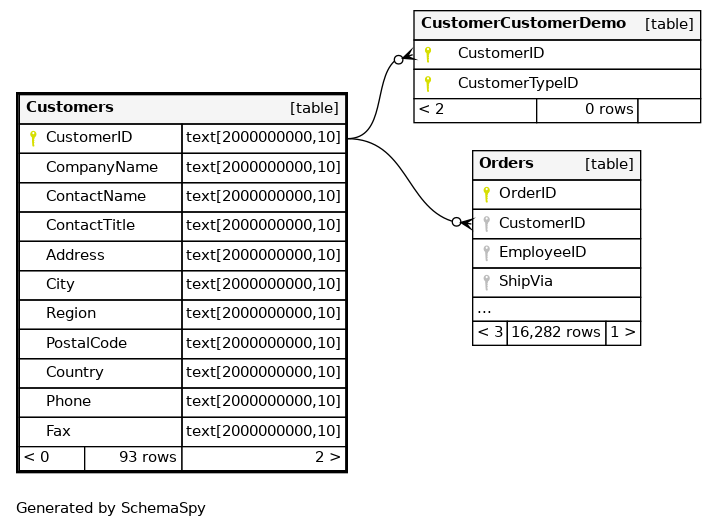 CustomerCustomerDemo [table]
CustomerID
CustomerTypeID
< 2 0 rows
Customers [table]
CustomerID text[2000000000,10]
CompanyName text[2000000000,10]
ContactName text[2000000000,10]
ContactTitle text[2000000000,10]
Address text[2000000000,10]
City text[2000000000,10]
Region text[2000000000,10]
PostalCode text[2000000000,10]
Country text[2000000000,10]
Phone text[2000000000,10]
Fax text[2000000000,10]
< 0 93 rows 2 >
Orders [table]
OrderID
CustomerID
EmployeeID
ShipVia
...
< 3 16,282 rows 1 >
Generated by SchemaSpy